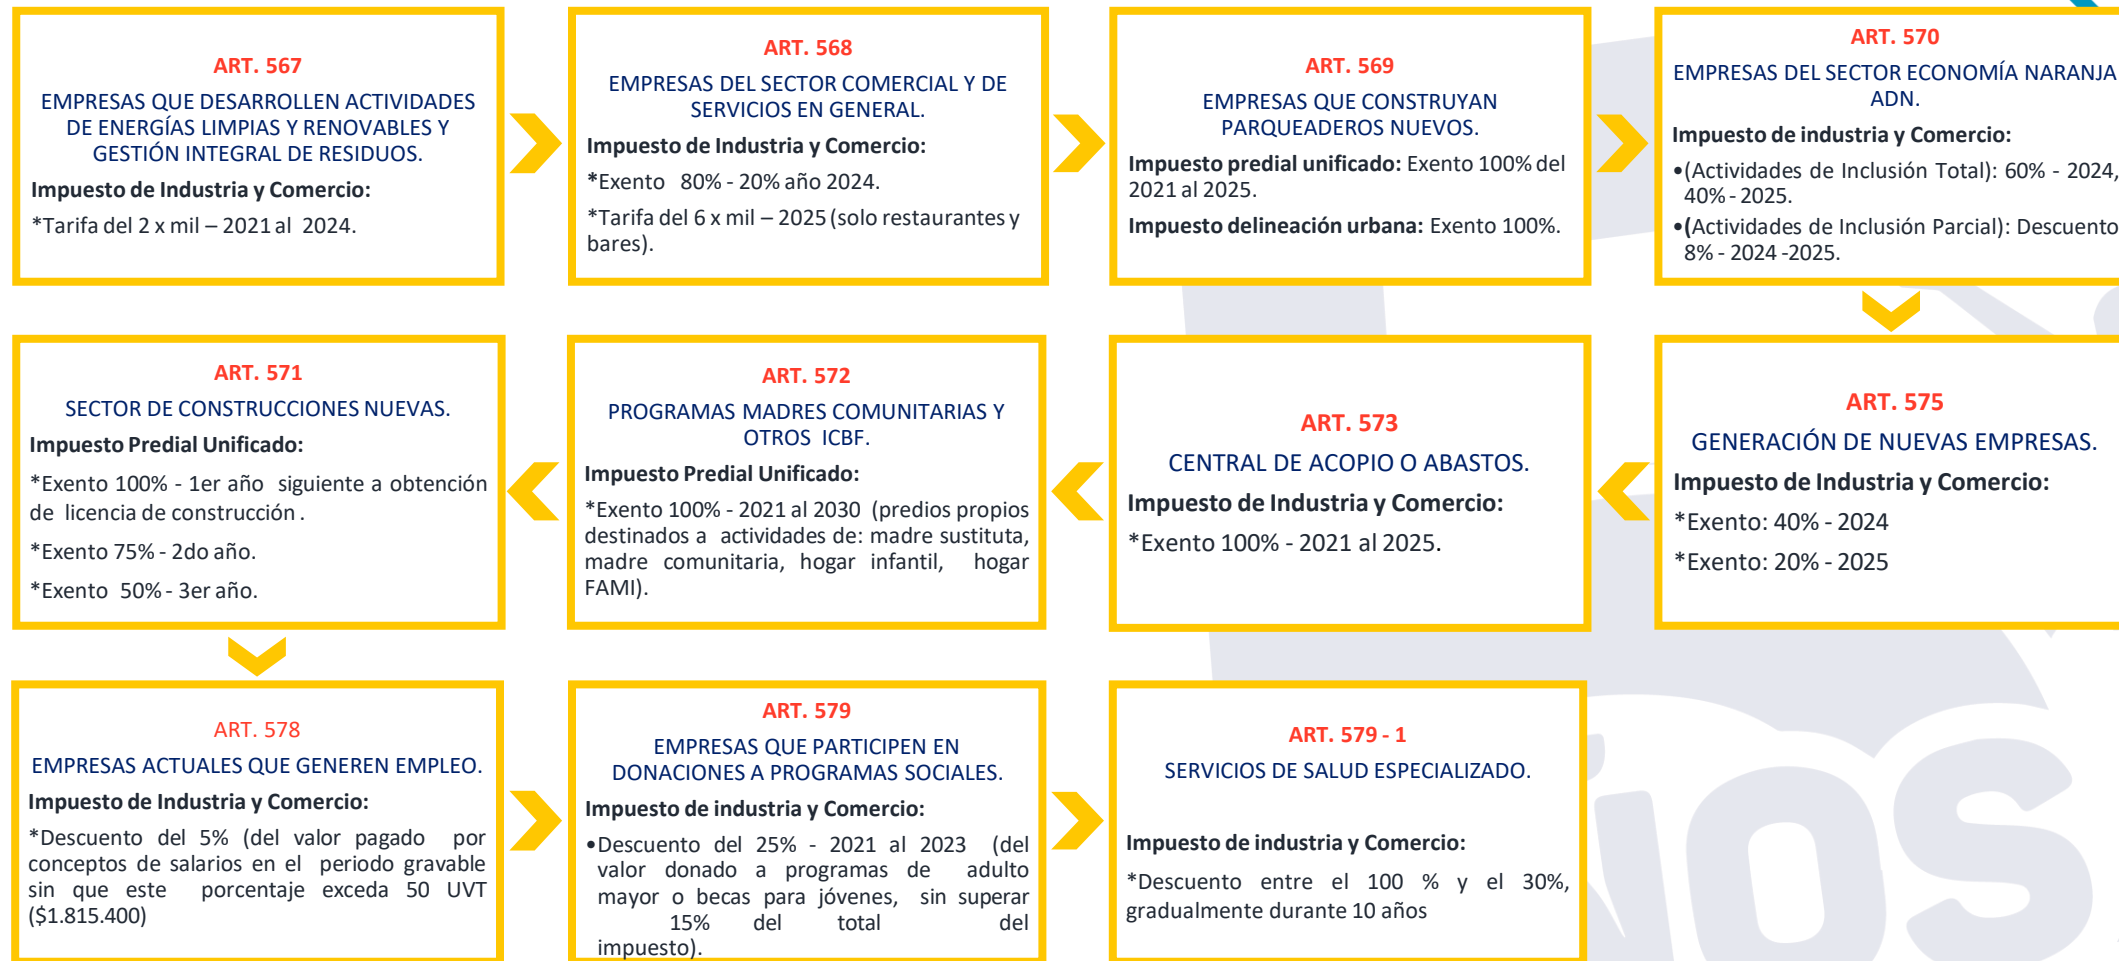 ART. 567
EMPRESAS QUE DESARROLLEN ACTIVIDADES
DE ENERGÍAS LIMPIAS Y RENOVABLES Y
GESTIÓN INTEGRAL DE RESIDUOS.
Impuesto de Industria y Comercio:
*Tarifa del 2 x mil – 2021 al 2024.
ART. 568
EMPRESAS DEL SECTOR COMERCIAL Y DE
SERVICIOS EN GENERAL.
Impuesto de Industria y Comercio:
*Exento 80% - 20% año 2024.
*Tarifa del 6 x mil – 2025 (solo restaurantes y
bares).
ART. 569
EMPRESAS QUE CONSTRUYAN
PARQUEADEROS NUEVOS.
Impuesto predial unificado: Exento 100% del
2021 al 2025.
Impuesto delineación urbana: Exento 100%.
ART. 570
EMPRESAS DEL SECTOR ECONOMÍA NARANJA
ADN.
Impuesto de industria y Comercio:
•(Actividades de Inclusión Total): 60% - 2024,
40% - 2025.
•(Actividades de Inclusión Parcial): Descuento
8% - 2024 -2025.
ART. 571
SECTOR DE CONSTRUCCIONES NUEVAS.
Impuesto Predial Unificado:
*Exento 100% - 1er año siguiente a obtención
de licencia de construcción .
*Exento 75% - 2do año.
*Exento 50% - 3er año.
ART. 572
PROGRAMAS MADRES COMUNITARIAS Y
OTROS ICBF.
Impuesto Predial Unificado:
*Exento 100% - 2021 al 2030 (predios propios
destinados a actividades de: madre sustituta,
madre comunitaria, hogar infantil, hogar
FAMI).
ART. 573
CENTRAL DE ACOPIO O ABASTOS.
Impuesto de Industria y Comercio:
*Exento 100% - 2021 al 2025.
ART. 575
GENERACIÓN DE NUEVAS EMPRESAS.
Impuesto de Industria y Comercio:
*Exento: 40% - 2024
*Exento: 20% - 2025
ART. 578
EMPRESAS ACTUALES QUE GENEREN EMPLEO.
Impuesto de Industria y Comercio:
*Descuento del 5% (del valor pagado por
conceptos de salarios en el periodo gravable
sin que este porcentaje exceda 50 UVT
($1.815.400)
ART. 579
EMPRESAS QUE PARTICIPEN EN
DONACIONES A PROGRAMAS SOCIALES.
Impuesto de industria y Comercio:
•Descuento del 25% - 2021 al 2023 (del
valor donado a programas de adulto
mayor o becas para jóvenes, sin superar
15% del total del
impuesto).
ART. 579 - 1
SERVICIOS DE SALUD ESPECIALIZADO.
Impuesto de industria y Comercio:
*Descuento entre el 100 % y el 30%,
gradualmente durante 10 años